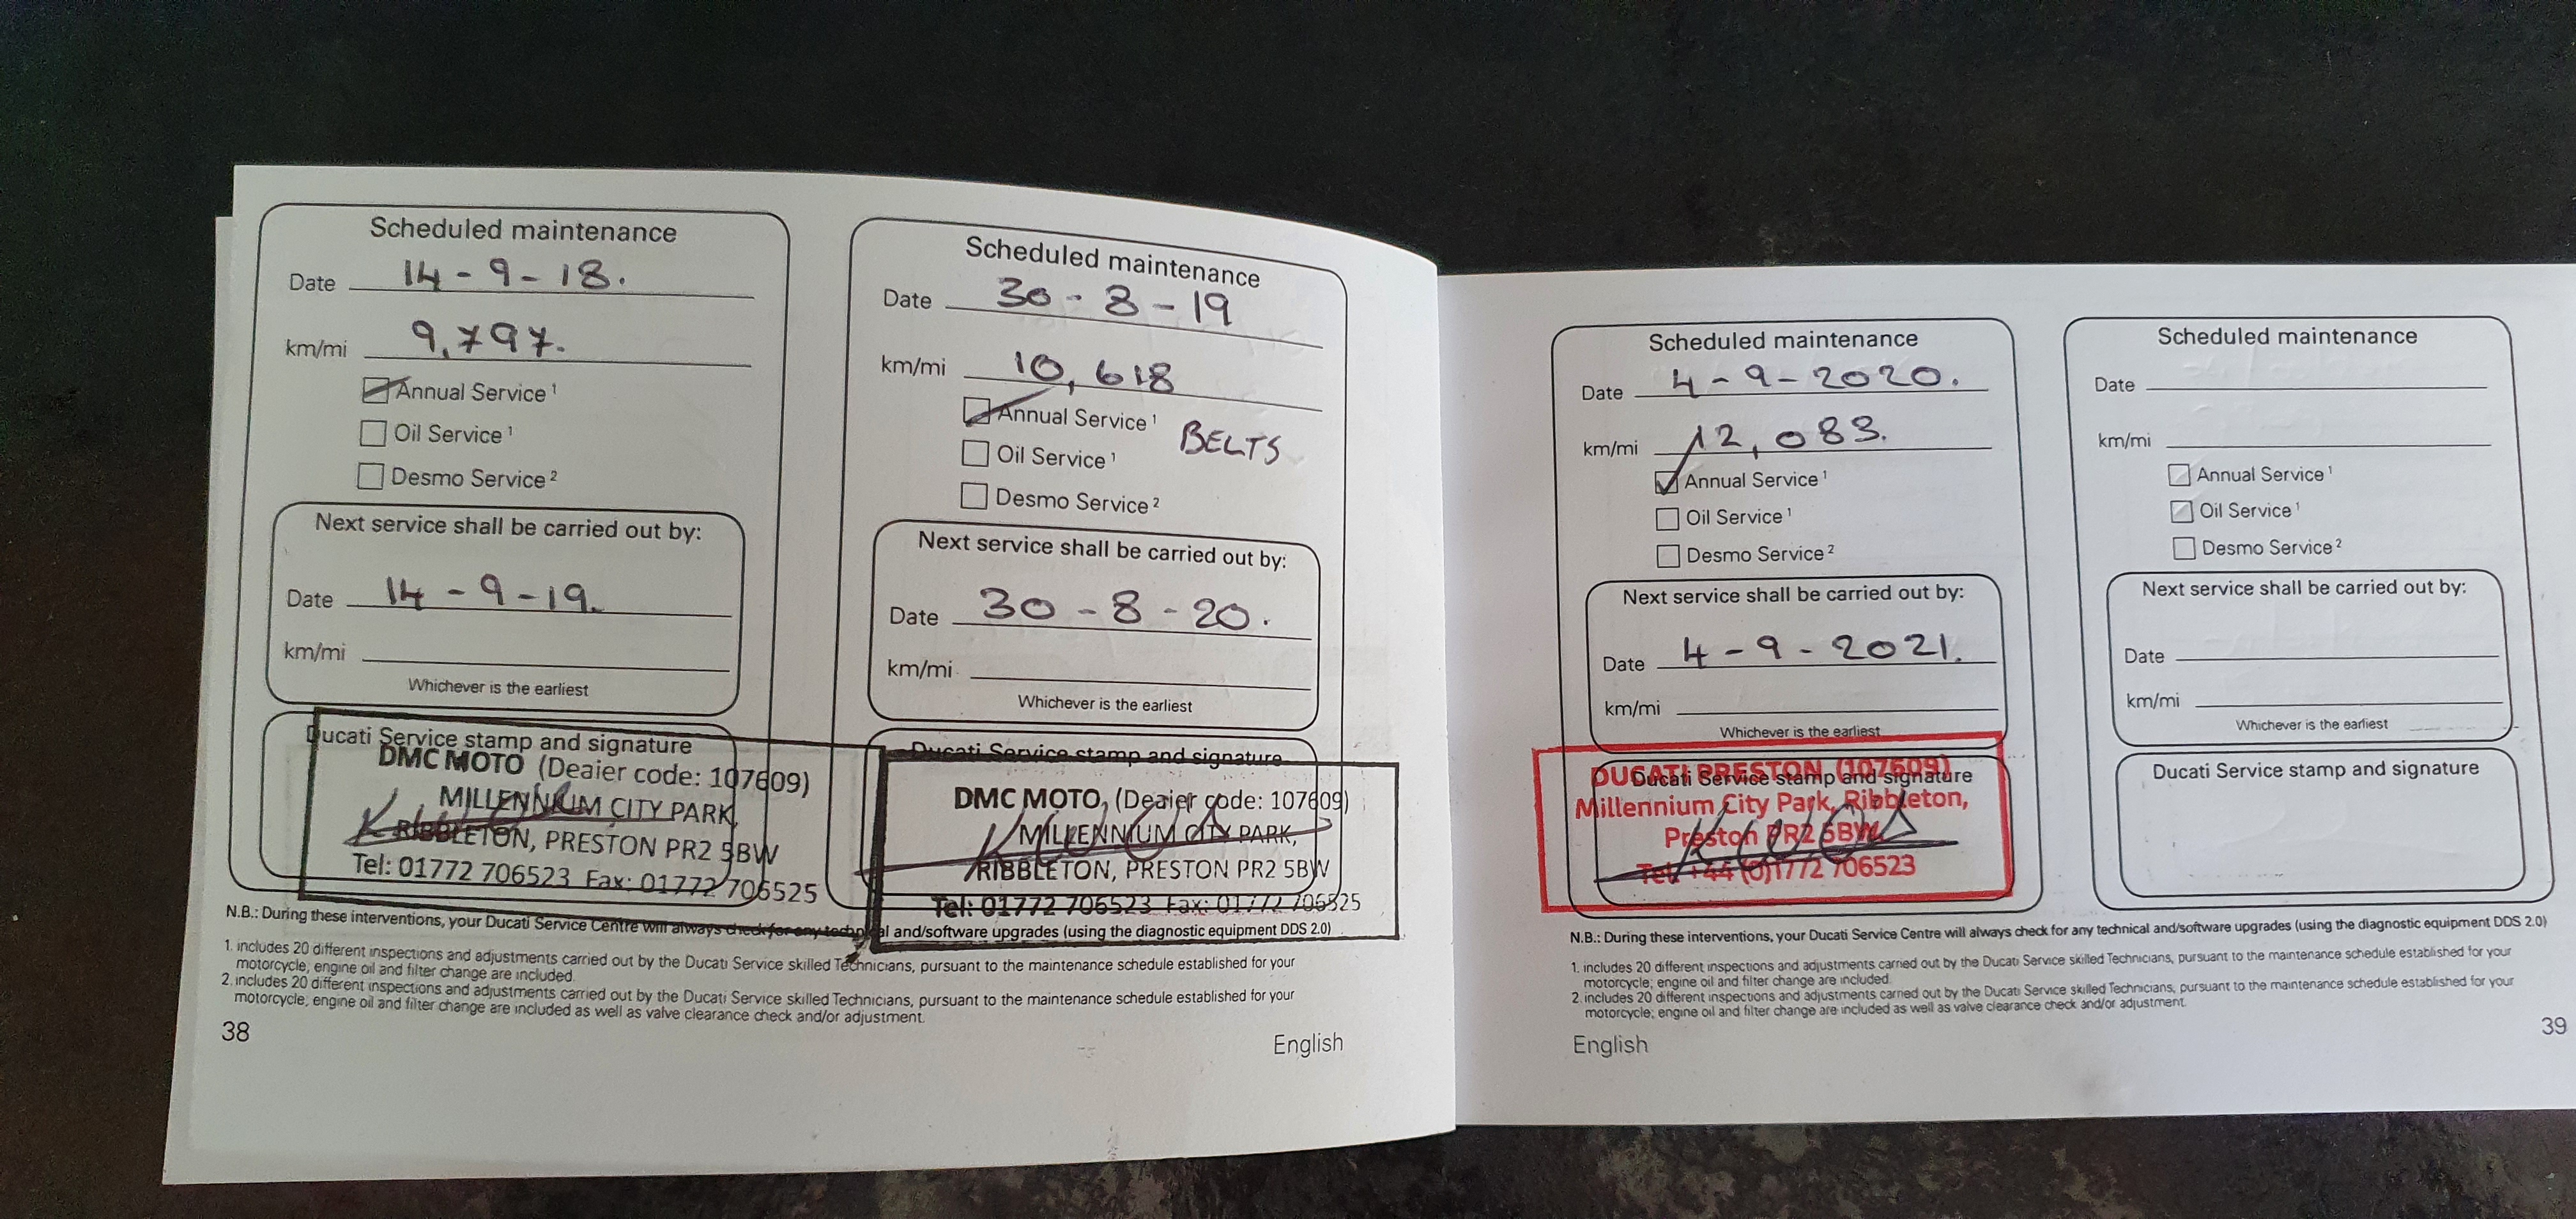 Scheduled maintenance
Date 14 - 9 - 18.
km/mi 9,797.
Annual Service 1
Oil Service 1
Desmo Service 2
Next service shall be carried out by:
Date 14 - 9 - 19.
km/mi
Whichever is the earliest
Ducati Service stamp and signature
DMC MOTO (Dealer code: 107609)
MILLENNIUM CITY PARK,
RIBBLETON, PRESTON PR2 5BW
Tel: 01772 706523 Fax: 01772 706525
Scheduled maintenance
Date 30 - 8 - 19
km/mi 10,618
Annual Service 1
BELTS
Oil Service 1
Desmo Service 2
Next service shall be carried out by:
Date 30 - 8 - 20.
km/mi
Whichever is the earliest
Ducati Service stamp and signature
DMC MOTO, (Dealer code: 107609)
MILLENNIUM CITY PARK,
RIBBLETON, PRESTON PR2 5BW
Tel: 01772 706523 Fax: 01772 706525
N.B.: During these interventions, your Ducati Service Centre will always check for any technical and/software upgrades (using the diagnostic equipment DDS 2.0)
1. includes 20 different inspections and adjustments carried out by the Ducati Service skilled Technicians, pursuant to the maintenance schedule established for your
motorcycle; engine oil and filter change are included.
2. includes 20 different inspections and adjustments carried out by the Ducati Service skilled Technicians, pursuant to the maintenance schedule established for your
motorcycle; engine oil and filter change are included as well as valve clearance check and/or adjustment.
38
English
Scheduled maintenance
Date 4 - 9 - 2020.
km/mi 12,083.
Annual Service 1
Oil Service 1
Desmo Service 2
Next service shall be carried out by:
Date 4 - 9 - 2021.
km/mi
Whichever is the earliest
Ducati Service stamp and signature
DUCATI PRESTON (107609)
Millennium City Park, Ribbleton,
Preston PR2 5BW
Tel: +44 (0)1772 706523
Scheduled maintenance
Date
km/mi
Annual Service 1
Oil Service 1
Desmo Service 2
Next service shall be carried out by:
Date
km/mi
Whichever is the earliest
Ducati Service stamp and signature
N.B.: During these interventions, your Ducati Service Centre will always check for any technical and/software upgrades (using the diagnostic equipment DDS 2.0)
1. includes 20 different inspections and adjustments carried out by the Ducati Service skilled Technicians, pursuant to the maintenance schedule established for your
motorcycle; engine oil and filter change are included.
2. includes 20 different inspections and adjustments carried out by the Ducati Service skilled Technicians, pursuant to the maintenance schedule established for your
motorcycle; engine oil and filter change are included as well as valve clearance check and/or adjustment.
English
39